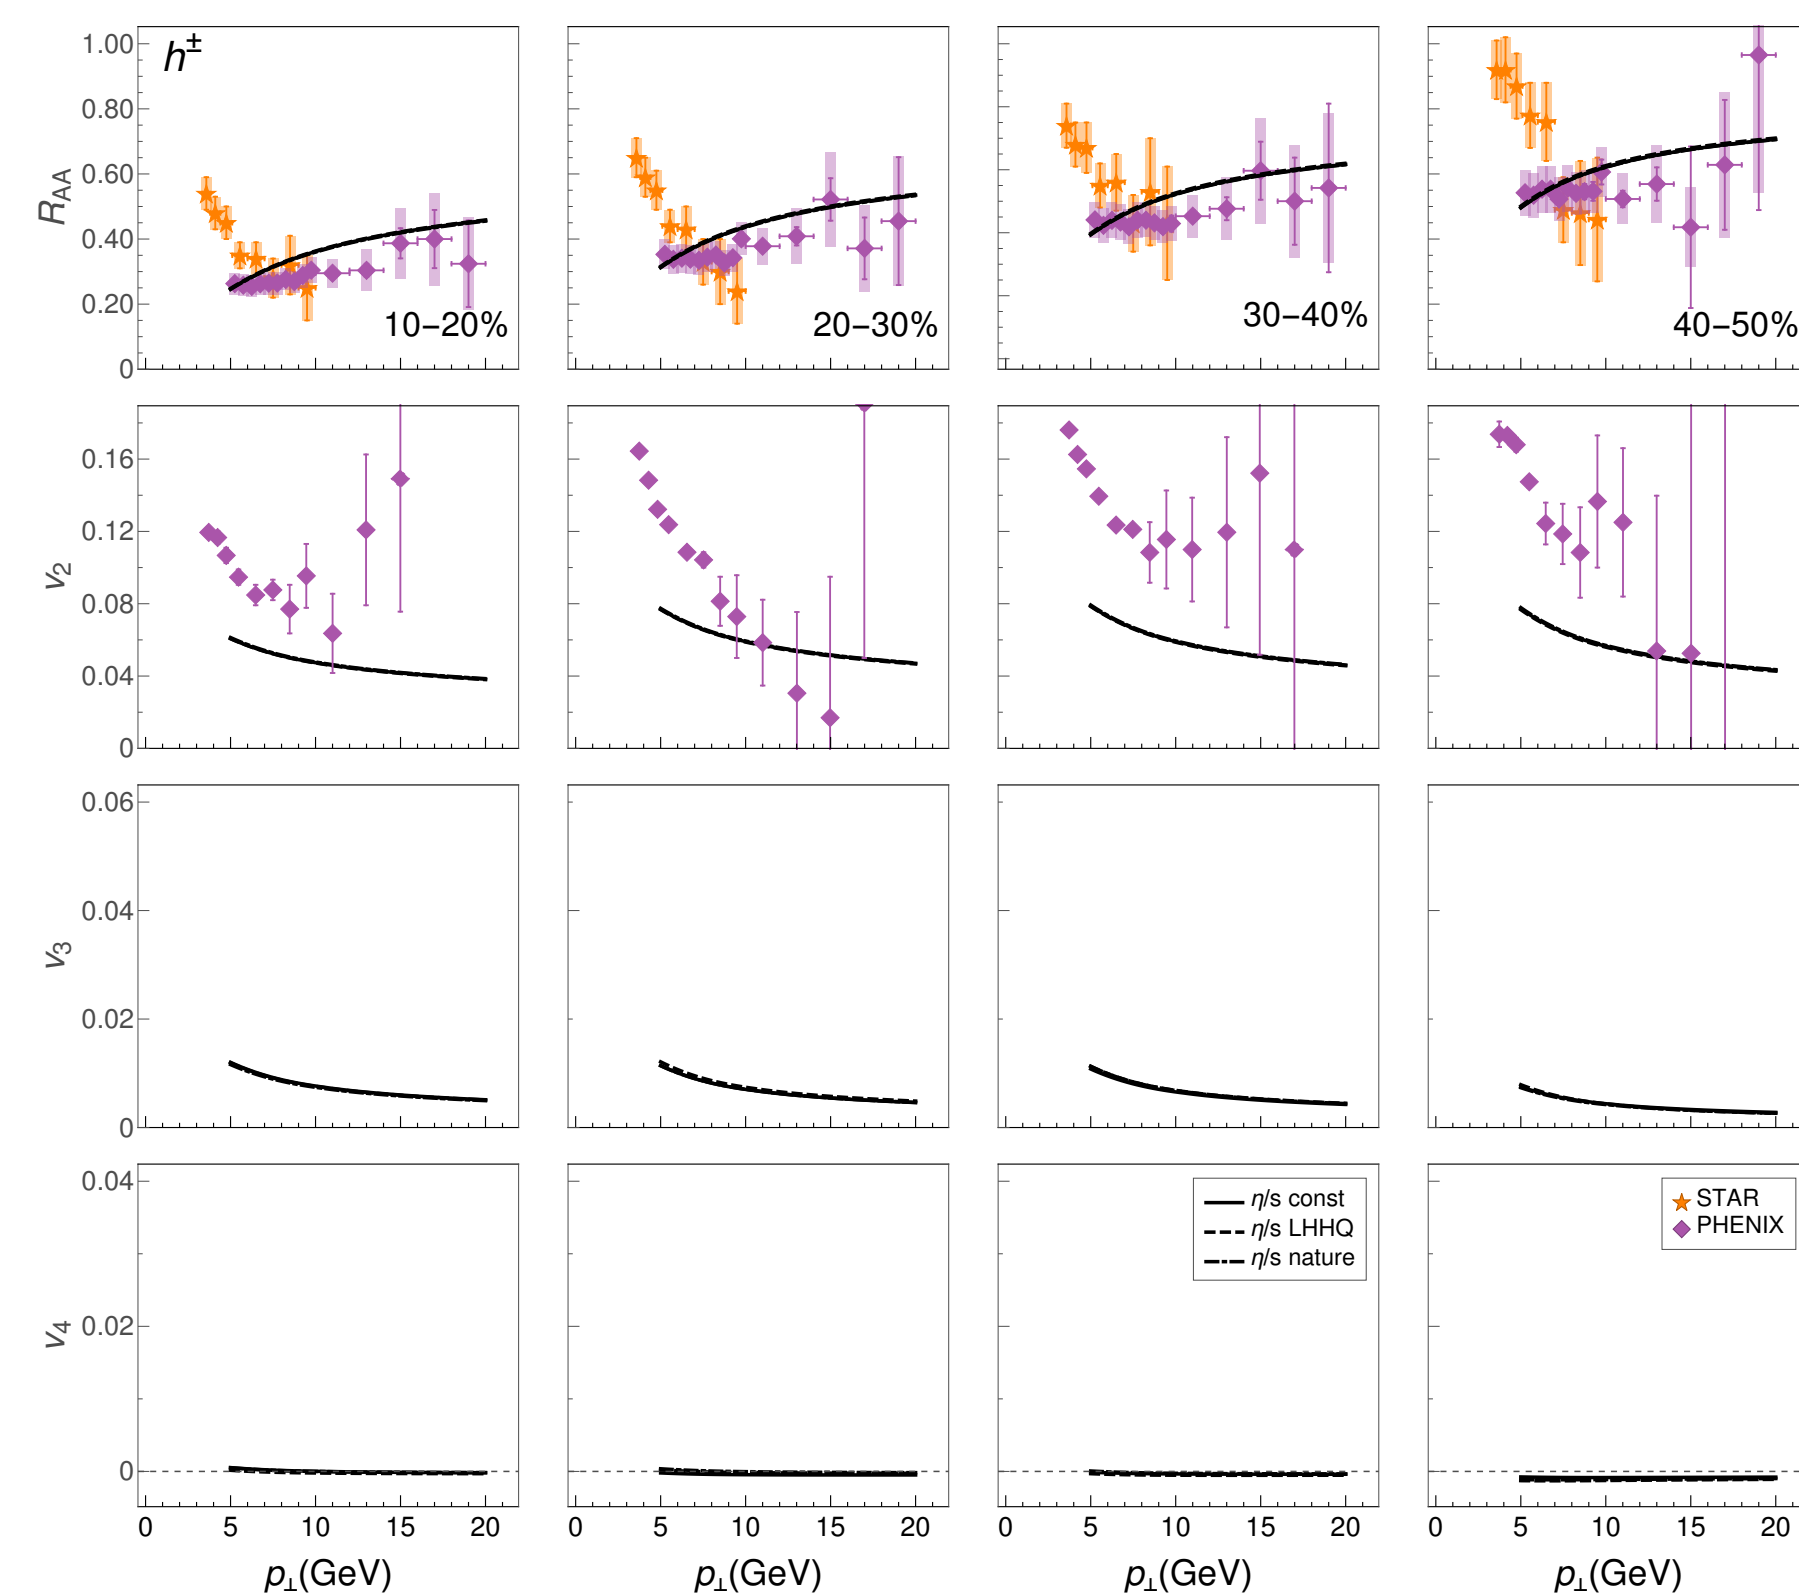 h±
1.00
0.80
0.60
0.40
0.20
0
R_AA
10–20%
20–30%
30–40%
40–50%
0.16
0.12
0.08
0.04
0
v_2
0.06
0.04
0.02
0
v_3
0.04
0.02
0
v_4
η/s const
η/s LHHQ
η/s nature
STAR
PHENIX
0 5 10 15 20
0 5 10 15 20
0 5 10 15 20
0 5 10 15 20
p⊥(GeV)
p⊥(GeV)
p⊥(GeV)
p⊥(GeV)